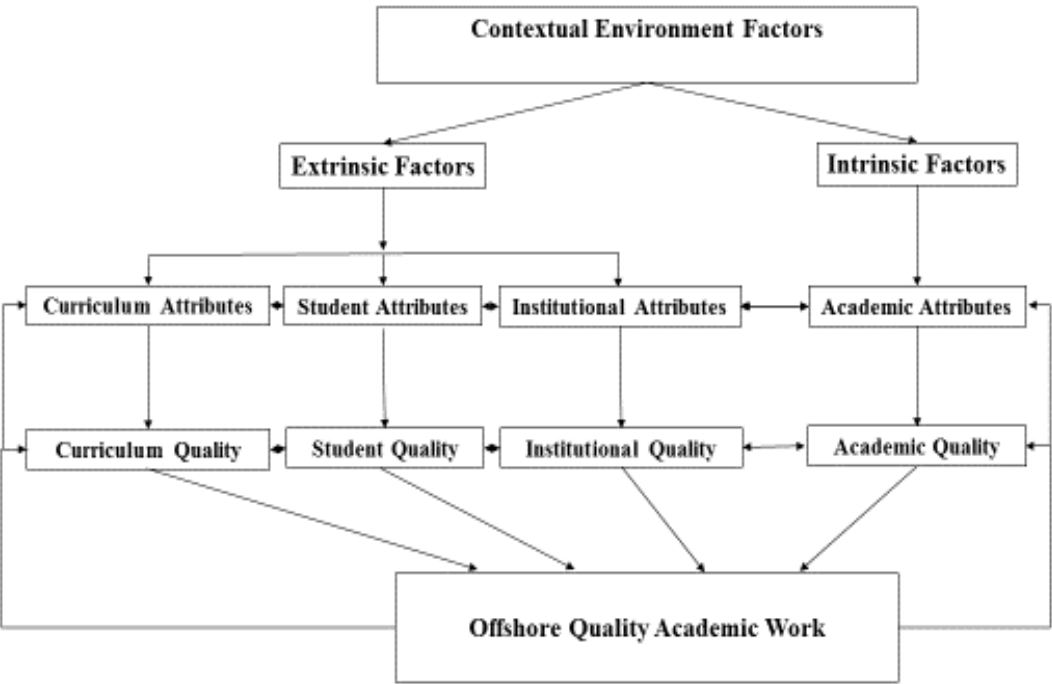 Contextual Environment Factors
Extrinsic Factors
Intrinsic Factors
Curriculum Attributes
Student Attributes
Institutional Attributes
Academic Attributes
Curriculum Quality
Student Quality
Institutional Quality
Academic Quality
Offshore Quality Academic Work